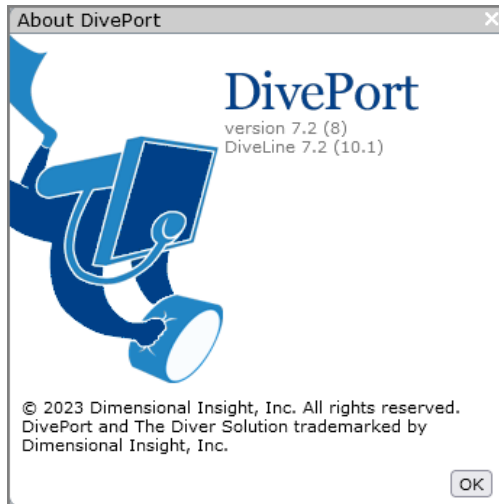 About DivePort
DivePort
version 7.2 (8)
DiveLine 7.2 (10.1)
© 2023 Dimensional Insight, Inc. All rights reserved.
DivePort and The Diver Solution trademarked by
Dimensional Insight, Inc.
OK